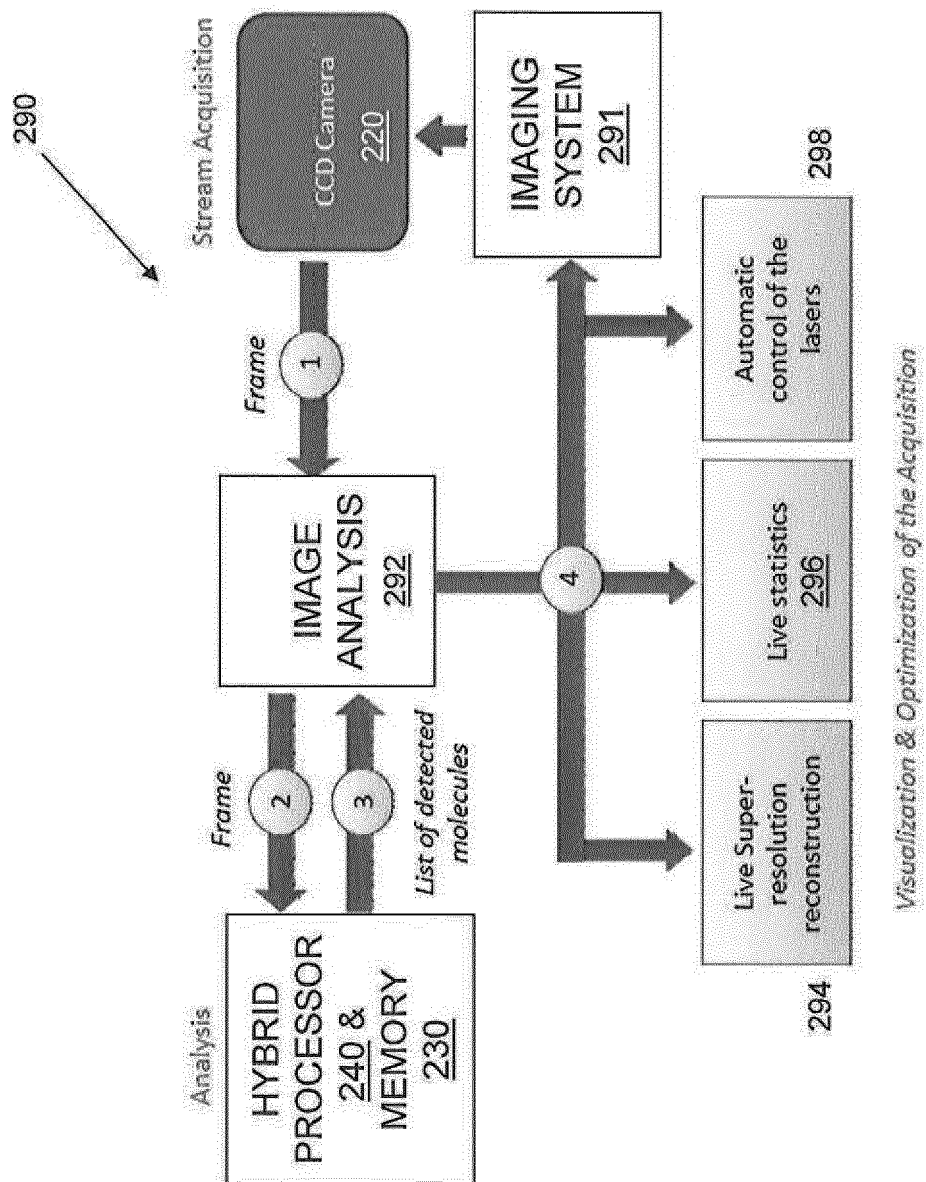 290
Analysis
Stream Acquisition
HYBRID
PROCESSOR
240 &
MEMORY
230
Frame
2
3
List of detected
molecules
IMAGE
ANALYSIS
292
Frame
1
CCD Camera
220
IMAGING
SYSTEM
291
4
294
Live Super-
resolution
reconstruction
Live statistics
296
Automatic
control of the
lasers
298
Visualization & Optimization of the Acquisition